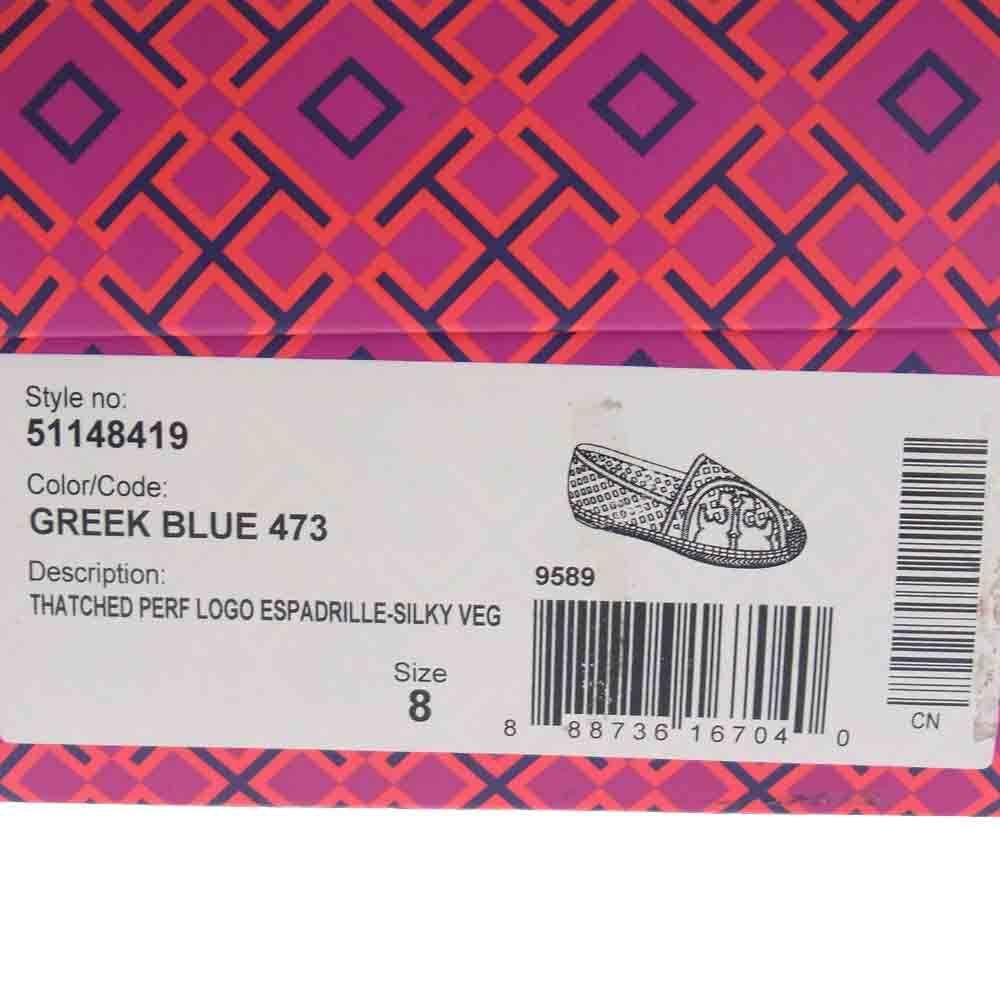 Style no:
51148419
Color/Code:
GREEK BLUE 473
Description:
THATCHED PERF LOGO ESPADRILLE-SILKY VEG
Size
8
9589
8 88736 16704 0
CN